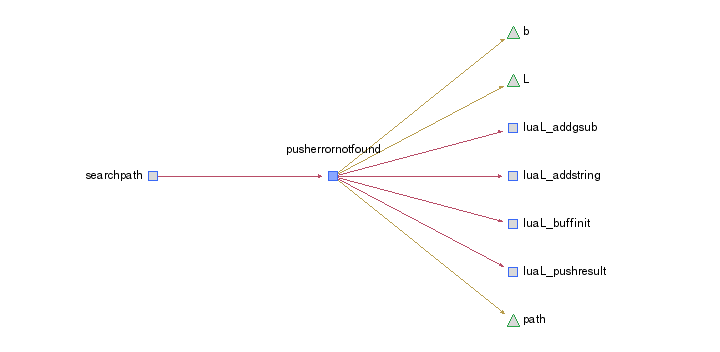 b
L
pusherrornotfound
luaL_addgsub
searchpath
luaL_addstring
luaL_buffinit
luaL_pushresult
path